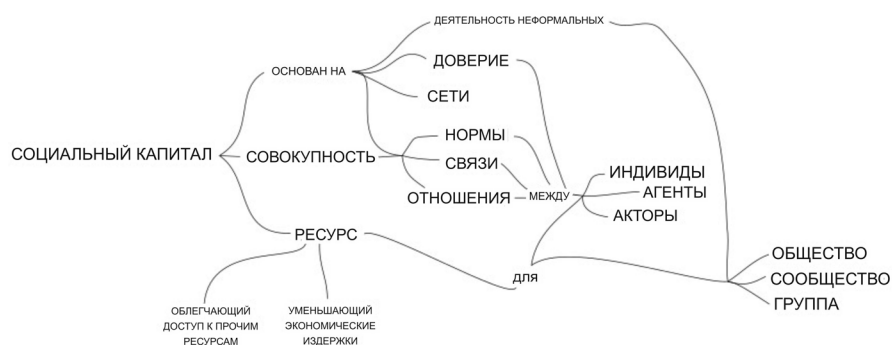 ДЕЯТЕЛЬНОСТЬ НЕФОРМАЛЬНЫХ
ОСНОВАН НА
ДОВЕРИЕ
СЕТИ
СОЦИАЛЬНЫЙ КАПИТАЛ
СОВОКУПНОСТЬ
НОРМЫ
СВЯЗИ
ОТНОШЕНИЯ
МЕЖДУ
ИНДИВИДЫ
АГЕНТЫ
АКТОРЫ
РЕСУРС
ОБЛЕГЧАЮЩИЙ
ДОСТУП К ПРОЧИМ
РЕСУРСАМ
УМЕНЬШАЮЩИЙ
ЭКОНОМИЧЕСКИЕ
ИЗДЕРЖКИ
для
ОБЩЕСТВО
СООБЩЕСТВО
ГРУППА